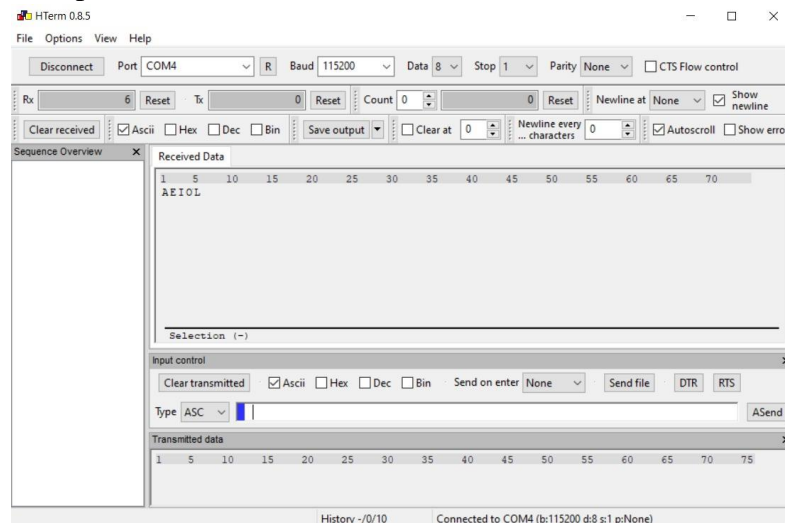 HTerm 0.8.5
File Options View Help
Disconnect Port COM4 R Baud 115200 Data 8 Stop 1 Parity None CTS Flow control
Rx 6 Reset Tx 0 Reset Count 0 0 Reset Newline at None Show newline
Clear received Ascii Hex Dec Bin Save output Clear at 0 Newline every ... characters 0 Autoscroll Show erro
Sequence Overview X Received Data
1 5 10 15 20 25 30 35 40 45 50 55 60 65 70
AEIOL
Selection (-)
Input control
Clear transmitted Ascii Hex Dec Bin Send on enter None Send file DTR RTS
Type ASC ASend
Transmitted data
1 5 10 15 20 25 30 35 40 45 50 55 60 65 70 75
History -/0/10 Connected to COM4 (b:115200 d:8 s:1 p:None)